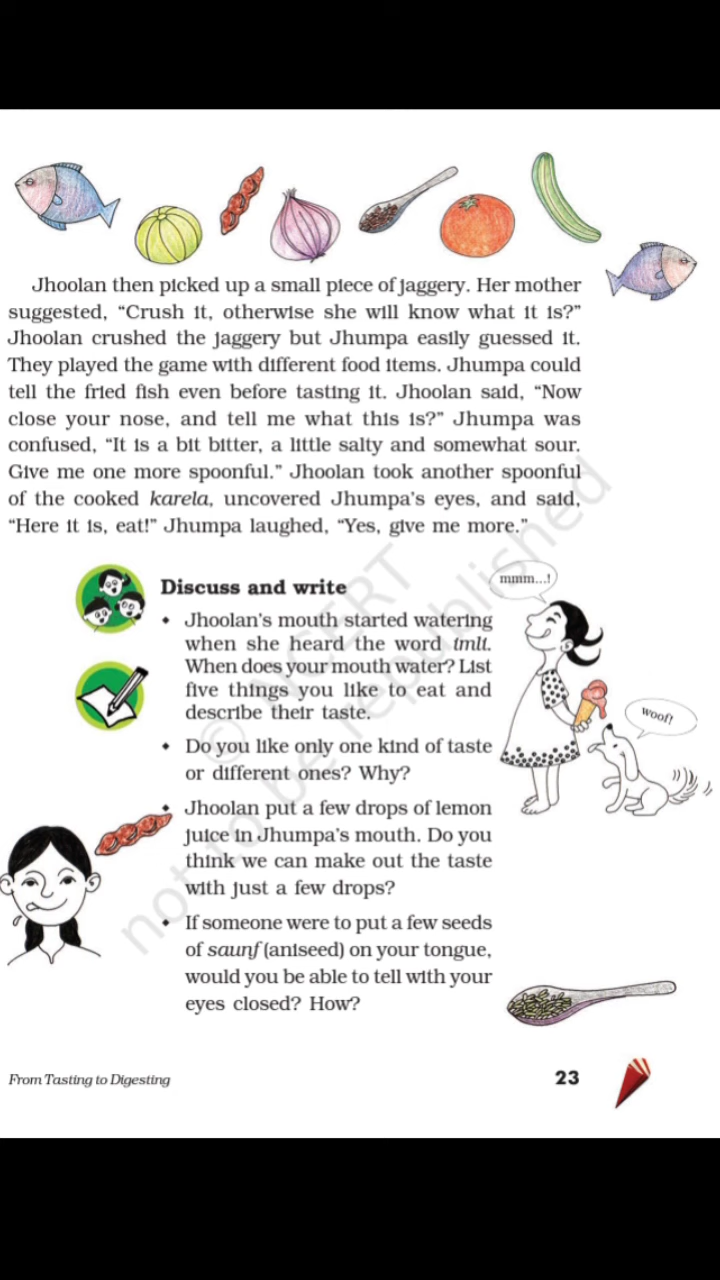 Jhoolan then picked up a small piece of jaggery. Her mother
suggested, “Crush it, otherwise she will know what it is?”
Jhoolan crushed the jaggery but Jhumpa easily guessed it.
They played the game with different food items. Jhumpa could
tell the fried fish even before tasting it. Jhoolan said, “Now
close your nose, and tell me what this is?” Jhumpa was
confused, “It is a bit bitter, a little salty and somewhat sour.
Give me one more spoonful.” Jhoolan took another spoonful
of the cooked karela, uncovered Jhumpa’s eyes, and said,
“Here it is, eat!” Jhumpa laughed, “Yes, give me more.”
mmm...!
Discuss and write
• Jhoolan’s mouth started watering
when she heard the word imli.
When does your mouth water? List
five things you like to eat and
describe their taste.
woof!
• Do you like only one kind of taste
or different ones? Why?
• Jhoolan put a few drops of lemon
juice in Jhumpa’s mouth. Do you
think we can make out the taste
with just a few drops?
• If someone were to put a few seeds
of saunf (aniseed) on your tongue,
would you be able to tell with your
eyes closed? How?
© NCERT
not to be republished
From Tasting to Digesting
23